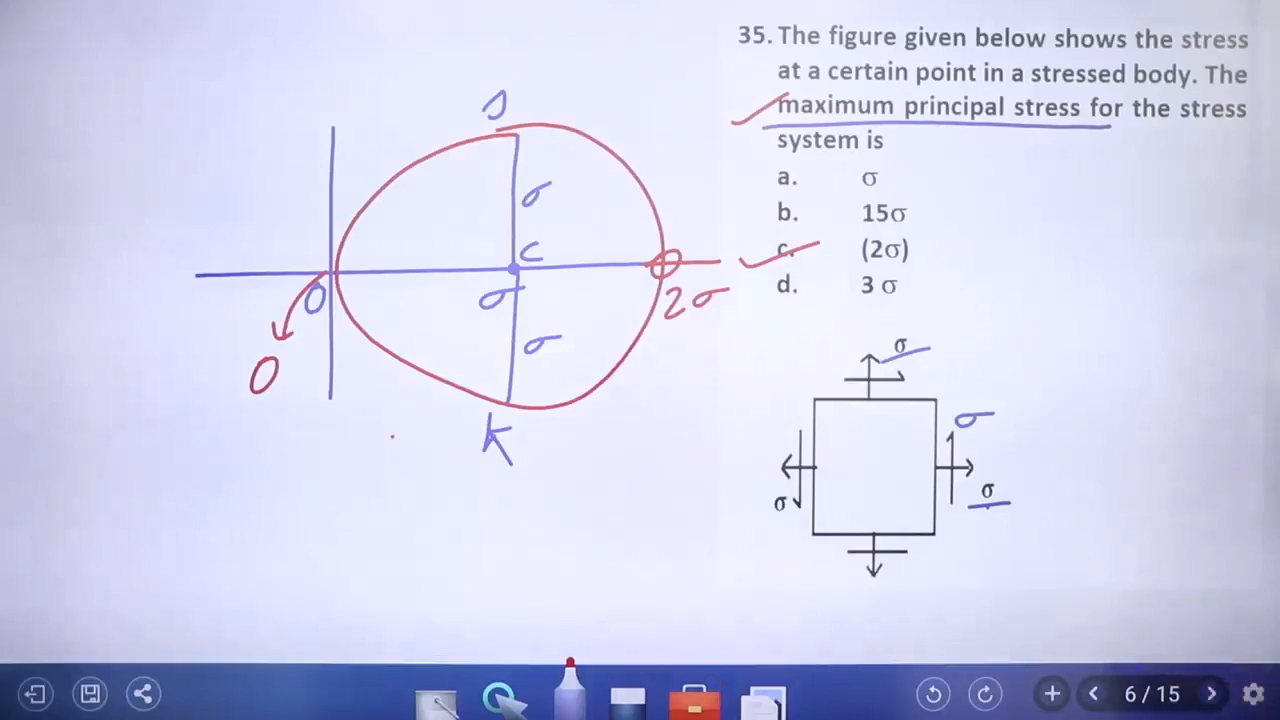 35. The figure given below shows the stress
at a certain point in a stressed body. The
maximum principal stress for the stress
system is
a. σ
b. 15σ
c. (2σ)
d. 3 σ
s
σ
c
O
σ
2σ
σ
O
k
σ
σ
σ
σ
6 / 15